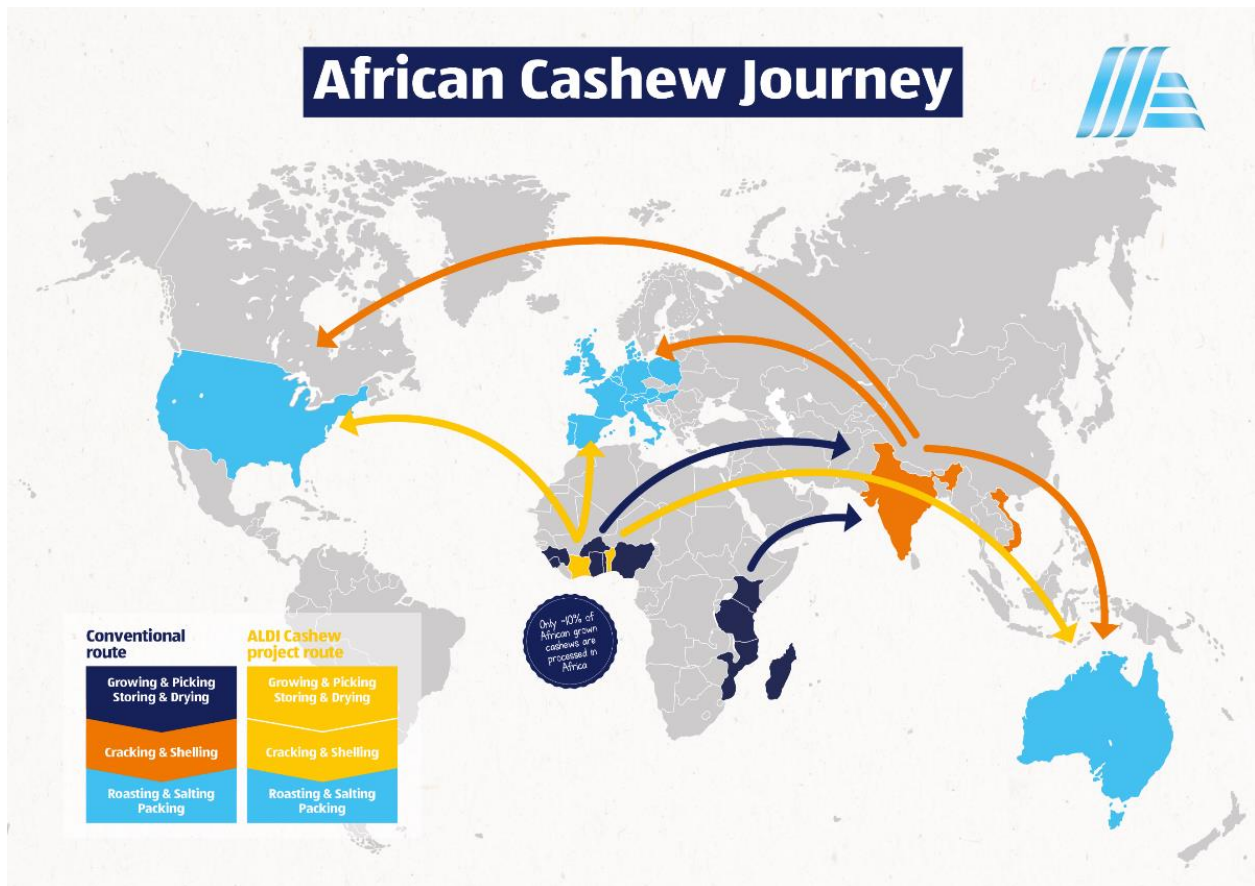 African Cashew Journey
Only ~10% of
African grown
cashews are
processed in
Africa
Conventional
route
Growing & Picking
Storing & Drying
Cracking & Shelling
Roasting & Salting
Packing
ALDI Cashew
project route
Growing & Picking
Storing & Drying
Cracking & Shelling
Roasting & Salting
Packing